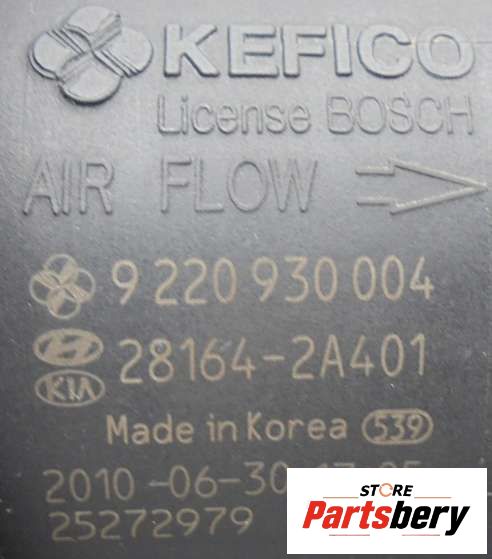 KEFICO
License BOSCH
AIR FLOW
9 220 930 004
28164-2A401
KIA
Made in Korea 539
2010-06-30
25272979
STORE
Partsbery